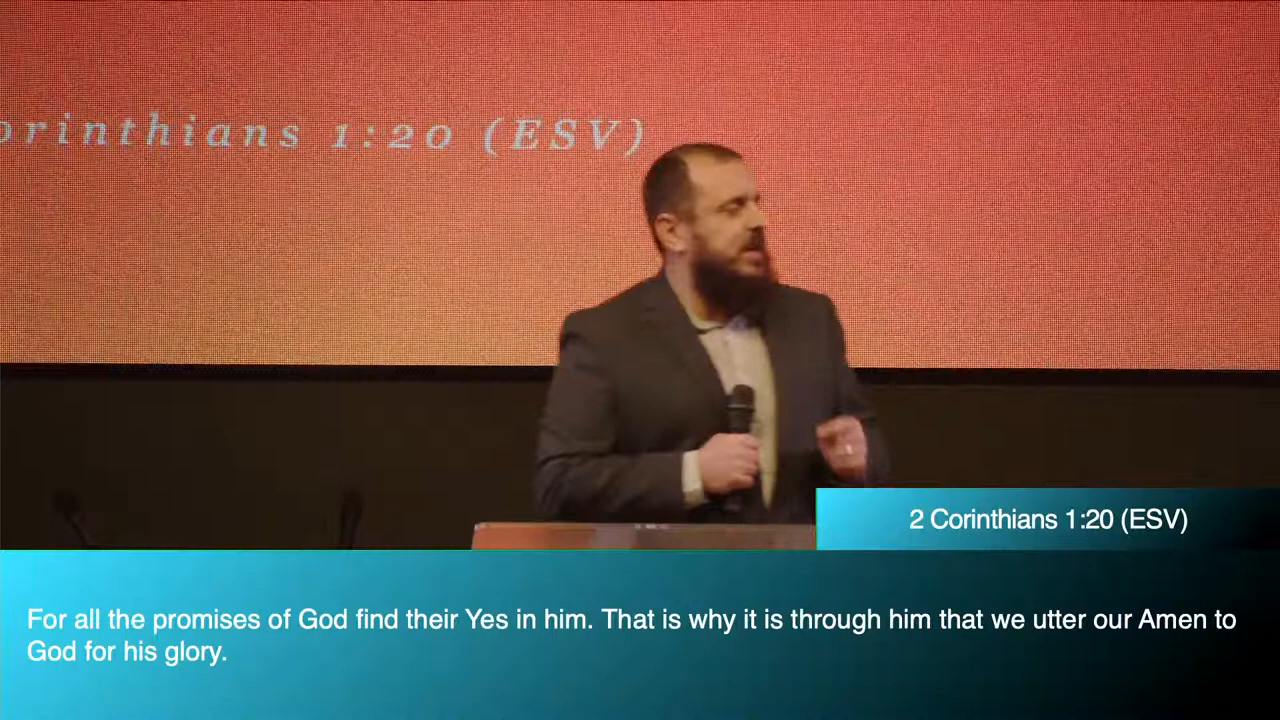 orinthians 1:20 (ESV)
2 Corinthians 1:20 (ESV)
For all the promises of God find their Yes in him. That is why it is through him that we utter our Amen to
God for his glory.